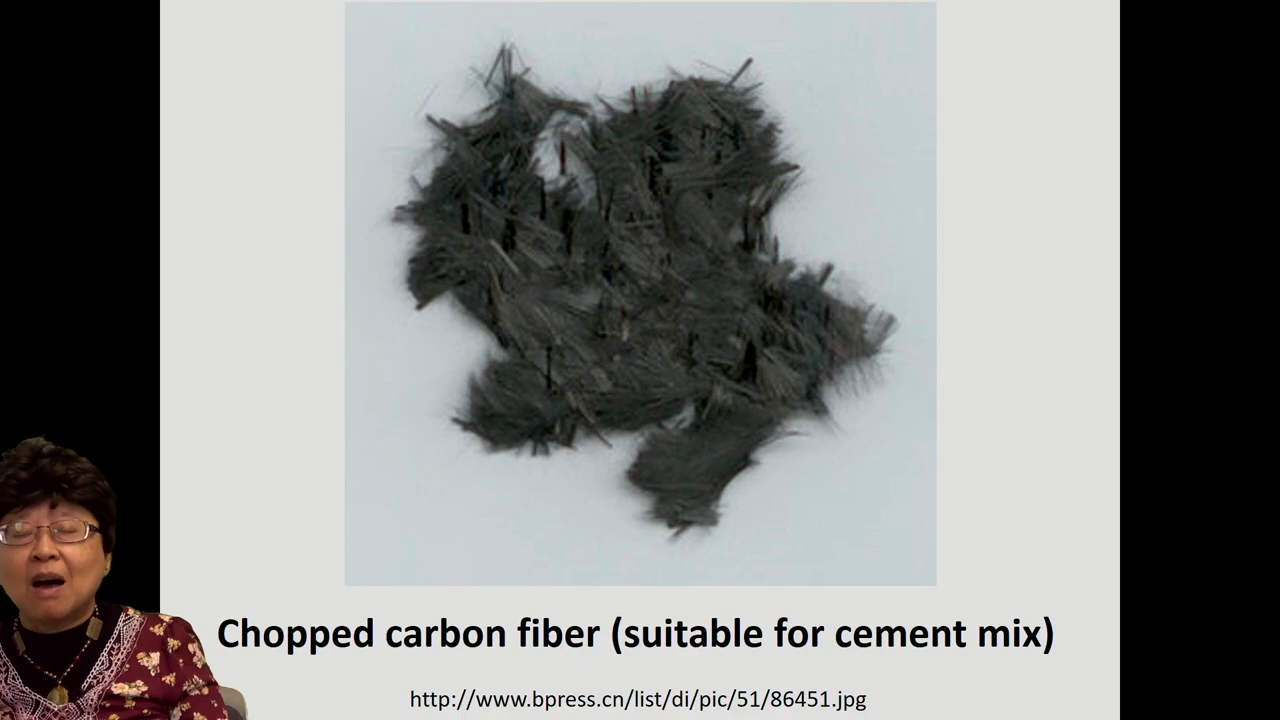 Chopped carbon fiber (suitable for cement mix)
http://www.bpress.cn/list/di/pic/51/86451.jpg